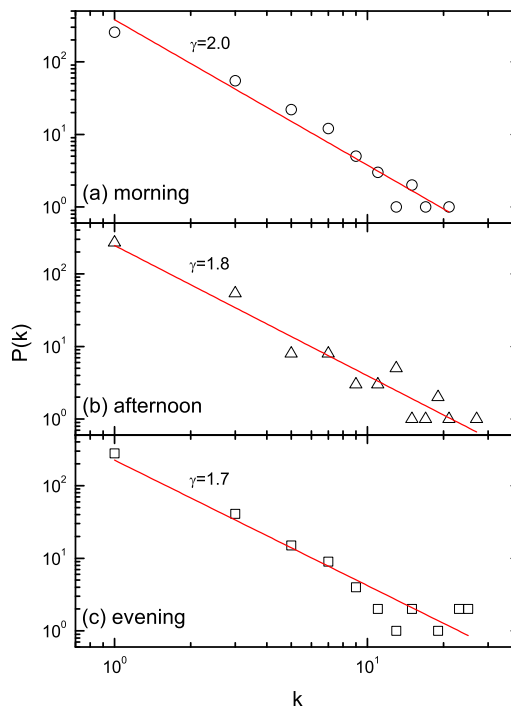 γ=2.0
10²
10¹
10⁰
(a) morning
γ=1.8
10²
10¹
10⁰
(b) afternoon
P(k)
γ=1.7
10²
10¹
10⁰
(c) evening
10⁰ 10¹
k